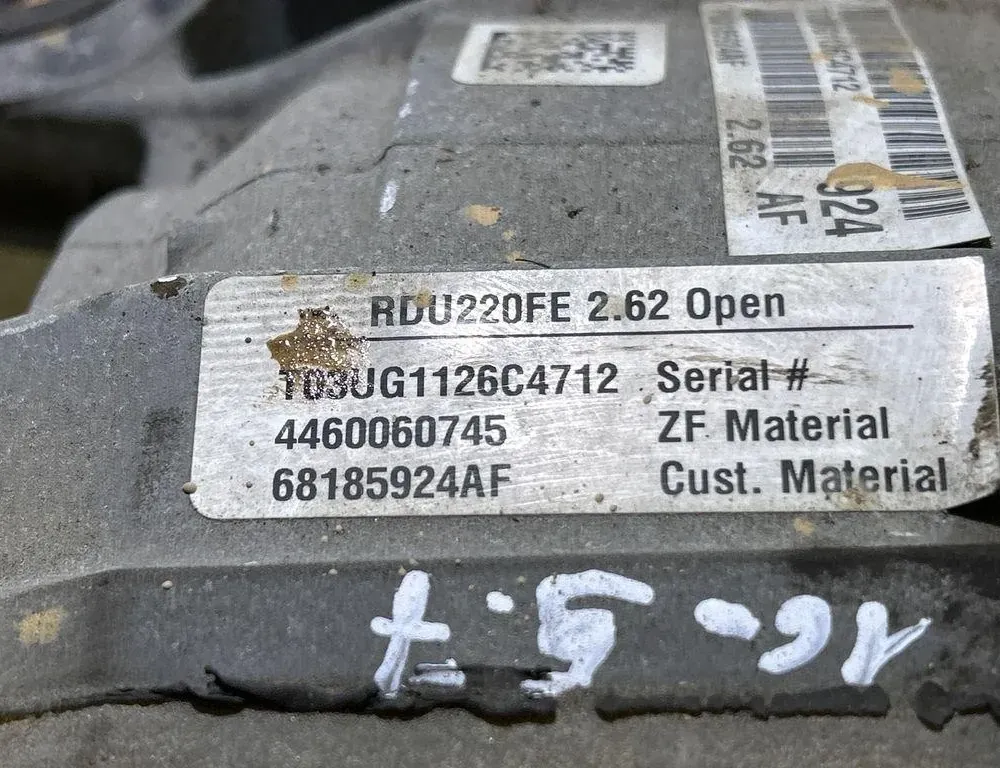 2.62
924
AF
RDU220FE 2.62 Open
T03UG1126C4712 Serial #
4460060745 ZF Material
68185924AF Cust. Material